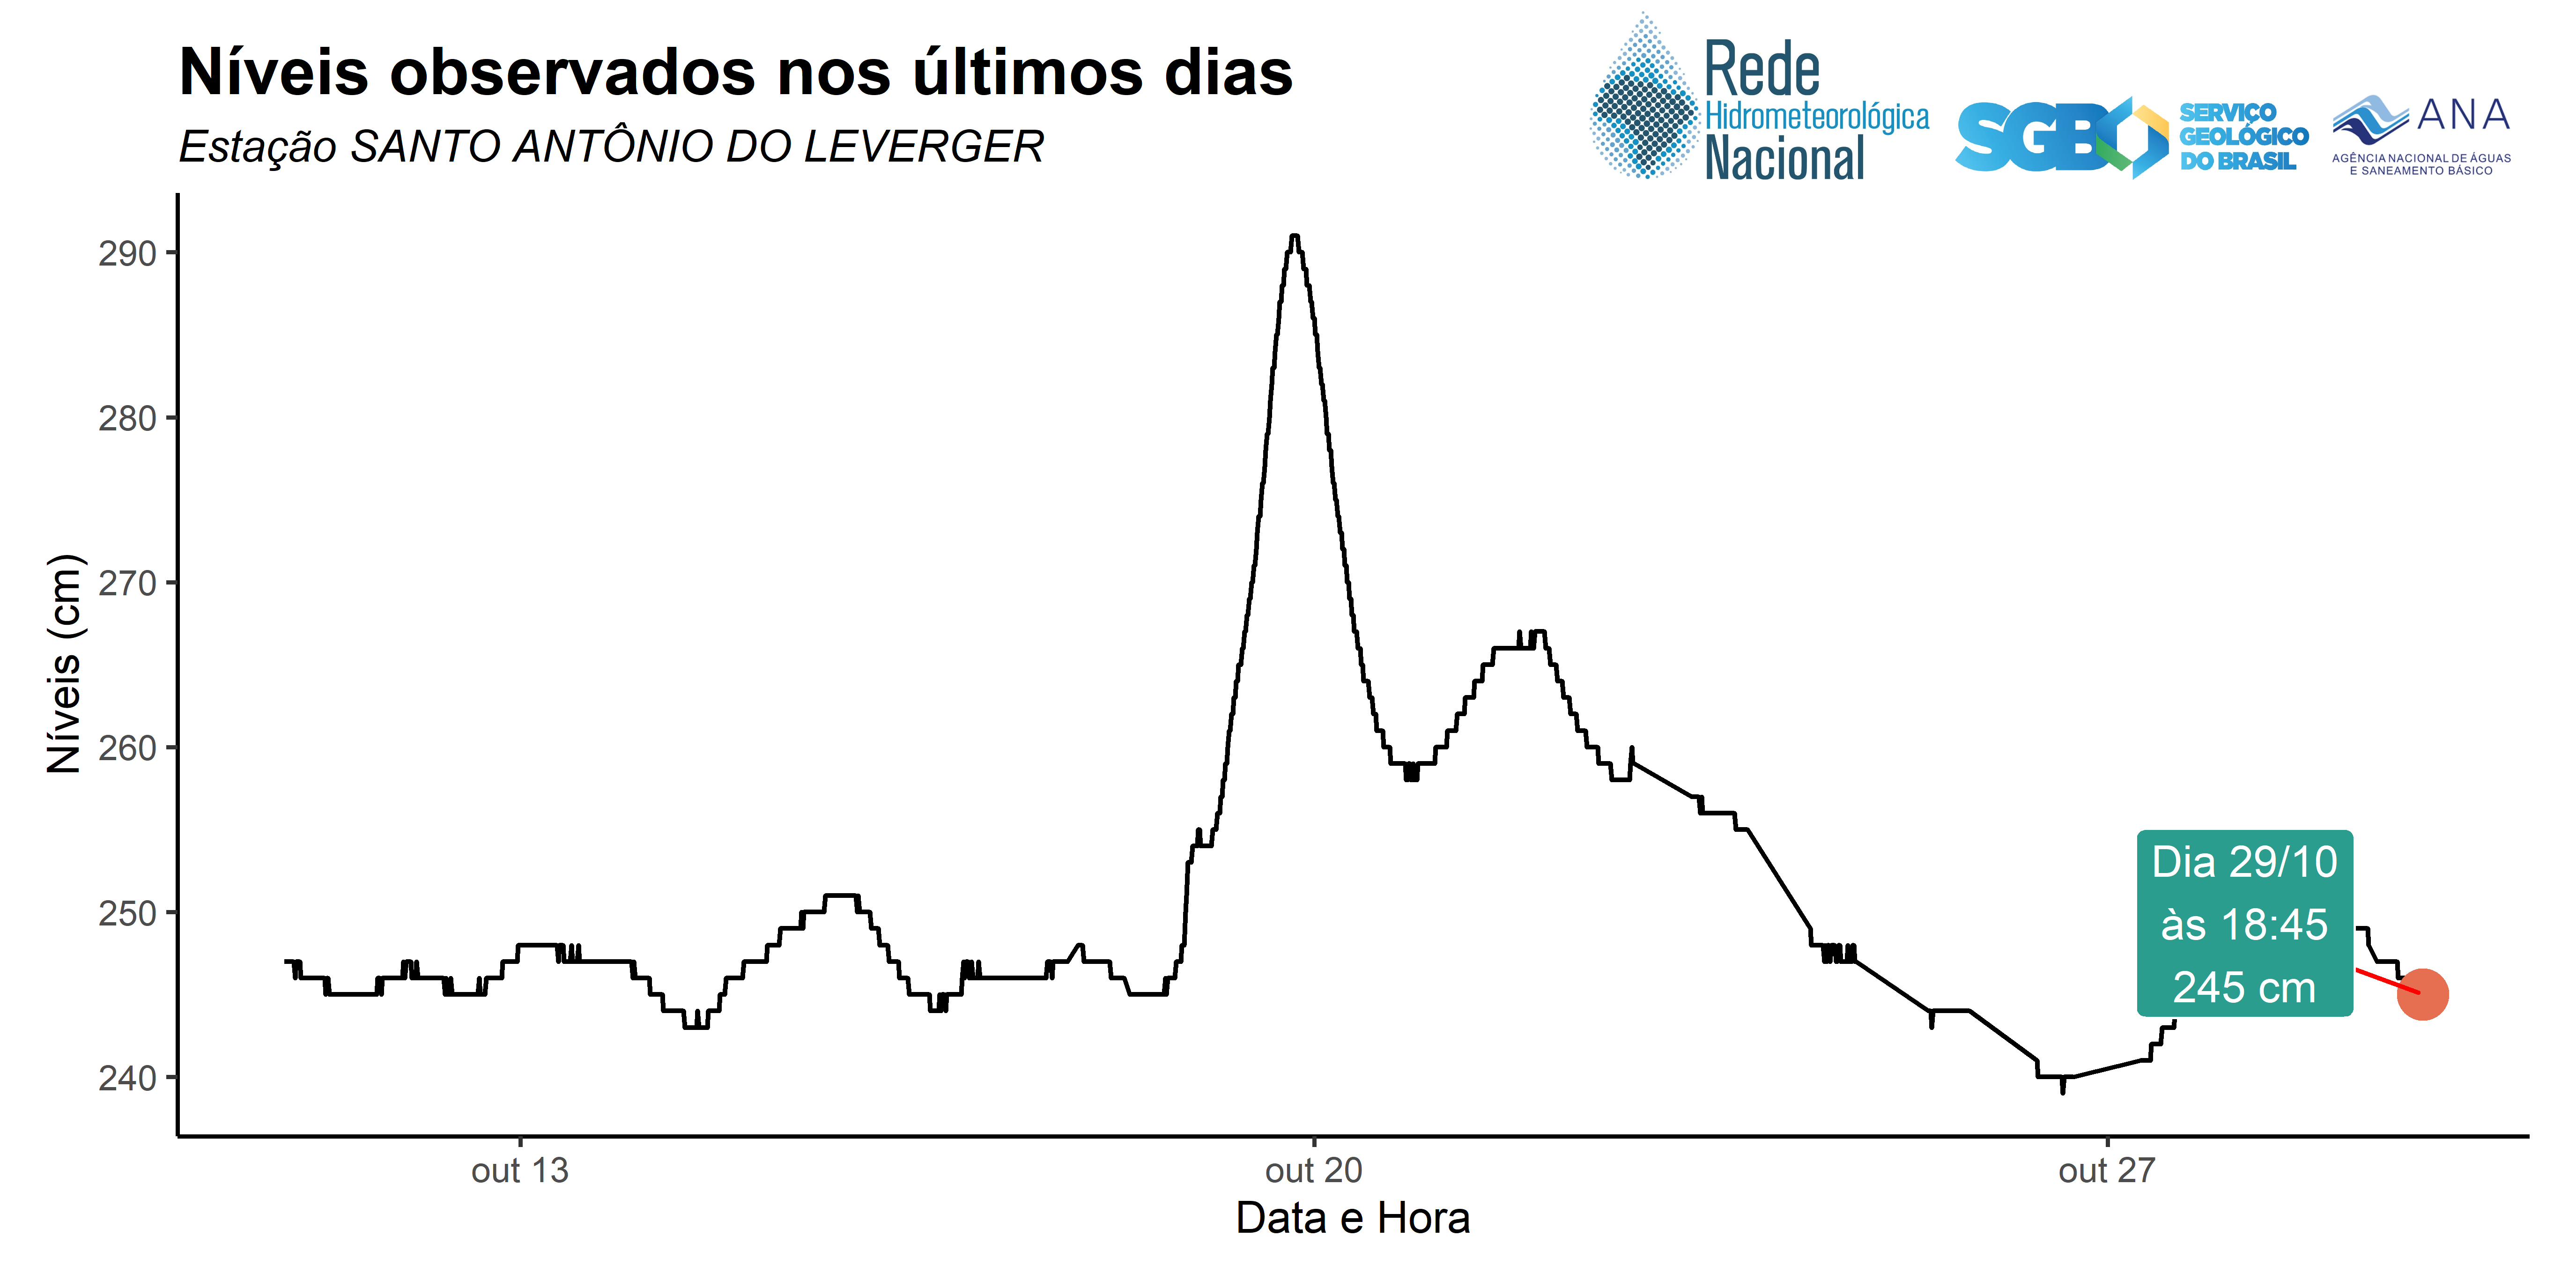 Níveis observados nos últimos dias
Estação SANTO ANTÔNIO DO LEVERGER
Rede
Hidrometeorológica
Nacional
SGB
SERVIÇO
GEOLÓGICO
DO BRASIL
ANA
AGÊNCIA NACIONAL DE ÁGUAS
E SANEAMENTO BÁSICO
Níveis (cm)
290
280
270
260
250
240
Dia 29/10
às 18:45
245 cm
out 13
out 20
out 27
Data e Hora